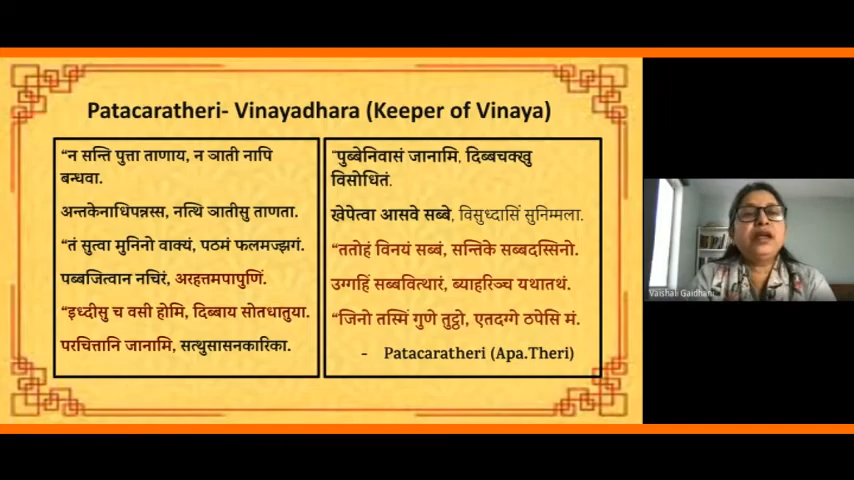 Patacaratheri- Vinayadhara (Keeper of Vinaya)
“न सन्ति पुत्ता ताणाय, न ञाती नापि
बन्धवा.
अन्तकेनाधिपन्नस्स, नत्थि ञातीसु ताणता.
“तं सुत्वा मुनिनो वाक्यं, पठमं फलमज्झगं.
पब्बजित्वान नचिरं, अरहत्तमपापुणिं.
“इध्दीसु च वसी होमि, दिब्बाय सोतधातुया.
परचित्तानि जानामि, सत्थुसासनकारिका.
“पुब्बेनिवासं जानामि, दिब्बचक्खु
विसोधितं.
खेपेत्वा आसवे सब्बे, विसुध्दासिं सुनिम्मला.
“ततोहं विनयं सब्बं, सन्तिके सब्बदस्सिनो.
उग्गहिं सब्बवित्थारं, ब्याहरिञ्च यथातथं.
“जिनो तस्मिं गुणे तुट्ठो, एतदग्गे ठपेसि मं.
- Patacaratheri (Apa.Theri)
Vaishali Gaidhani